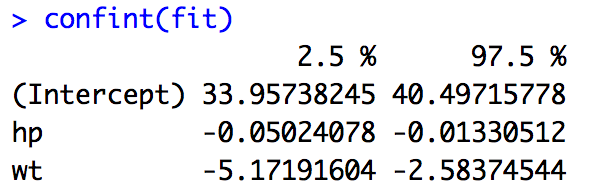 > confint(fit)
2.5 % 97.5 %
(Intercept) 33.95738245 40.49715778
hp -0.05024078 -0.01330512
wt -5.17191604 -2.58374544